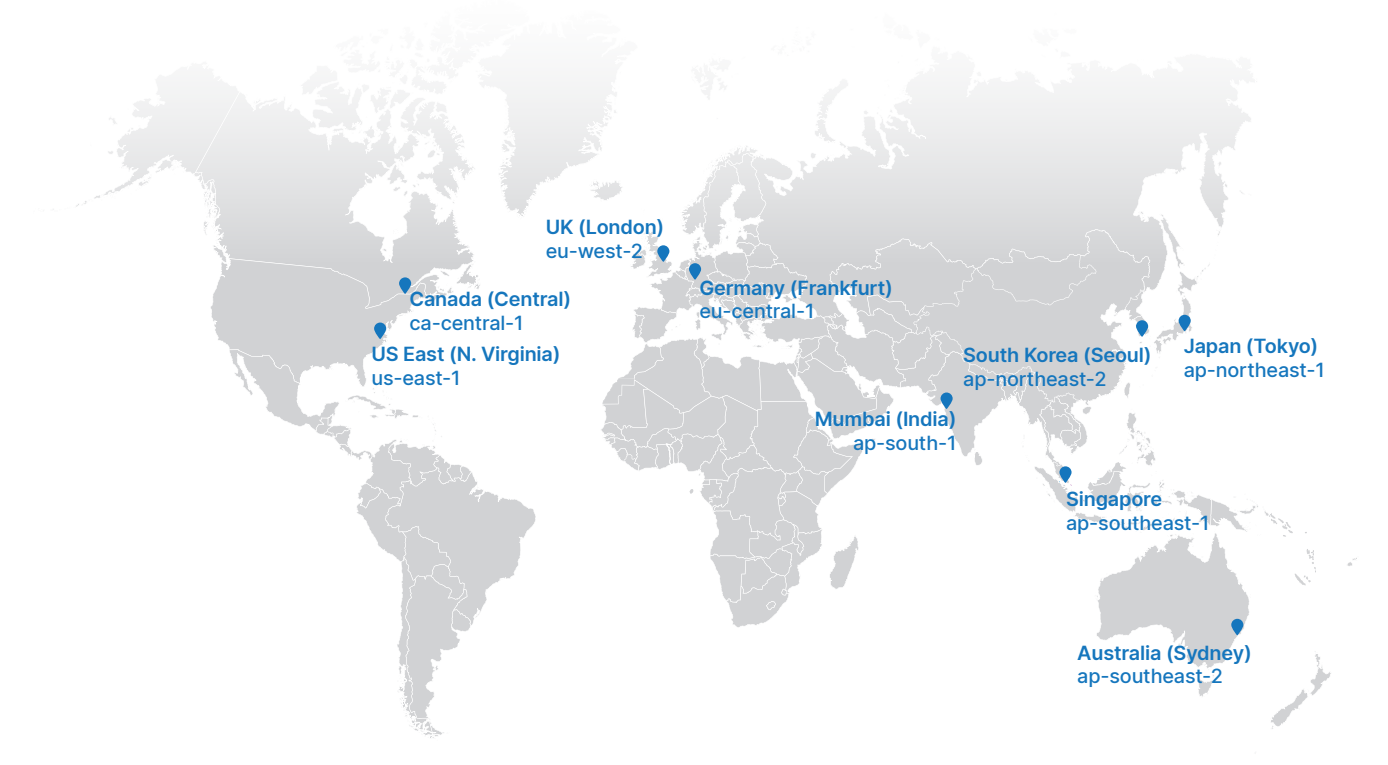 UK (London)
eu-west-2
Germany (Frankfurt)
eu-central-1
Canada (Central)
ca-central-1
US East (N. Virginia)
us-east-1
South Korea (Seoul)
ap-northeast-2
Japan (Tokyo)
ap-northeast-1
Mumbai (India)
ap-south-1
Singapore
ap-southeast-1
Australia (Sydney)
ap-southeast-2